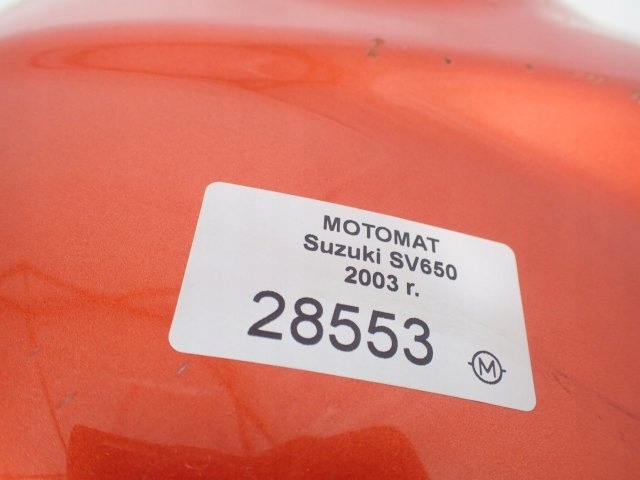 MOTOMAT
Suzuki SV650
2003 r.
28553
M